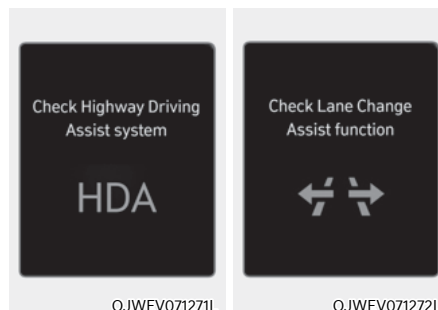 Check Highway Driving
Assist system
HDA
Check Lane Change
Assist function
OJWEV071271L
OJWEV071272L